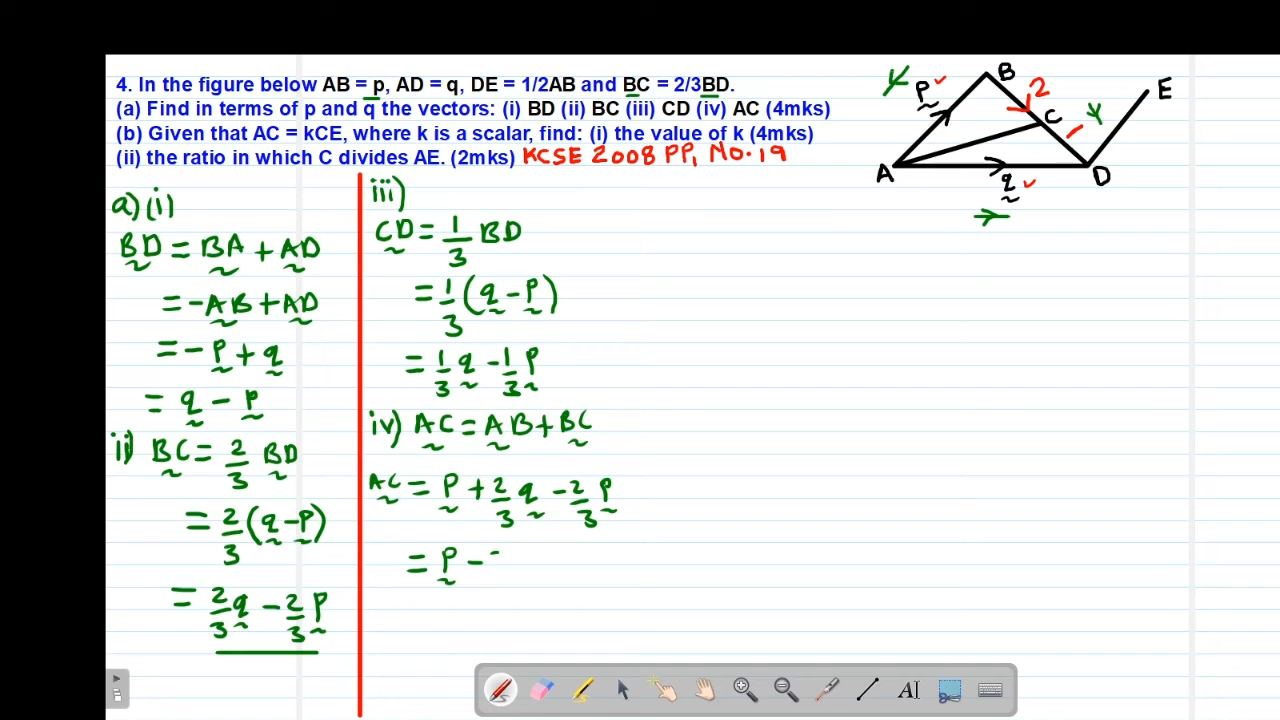 4. In the figure below AB = p, AD = q, DE = 1/2AB and BC = 2/3BD.
(a) Find in terms of p and q the vectors: (i) BD (ii) BC (iii) CD (iv) AC (4mks)
(b) Given that AC = kCE, where k is a scalar, find: (i) the value of k (4mks)
(ii) the ratio in which C divides AE. (2mks) KCSE 2008 PP, No.19
B
E
P
2
C
1
A
q
D
a)(i)
BD = BA + AD
= -AB + AD
= -p + q
= q - p
ii) BC = 2/3 BD
= 2/3 (q - p)
= 2/3 q - 2/3 p
iii)
CD = 1/3 BD
= 1/3 (q - p)
= 1/3 q - 1/3 p
iv) AC = AB + BC
AC = p + 2/3 q - 2/3 p
= p -
AI